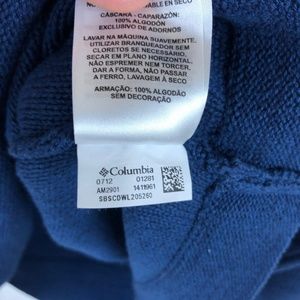 CÁSCARA - CAPARAZÓN:
100% ALGODÓN
EXCLUSIVO DE ADORNOS
LAVAR NA MÁQUINA SUAVEMENTE.
UTILIZAR BRANQUEADOR SEM
CLORETOS SE NECESSÁRIO.
SECAR EM PLANO HORIZONTAL.
NÃO ESPREMER NEM TORCER.
DAR A FORMA, NÃO PASSAR
A FERRO, LAVAGEM À SECO
ARMAÇÃO: 100% ALGODÃO
SEM DECORAÇÃO
Columbia
0712 01281
AM2901 1411961
SBSCDWL205260